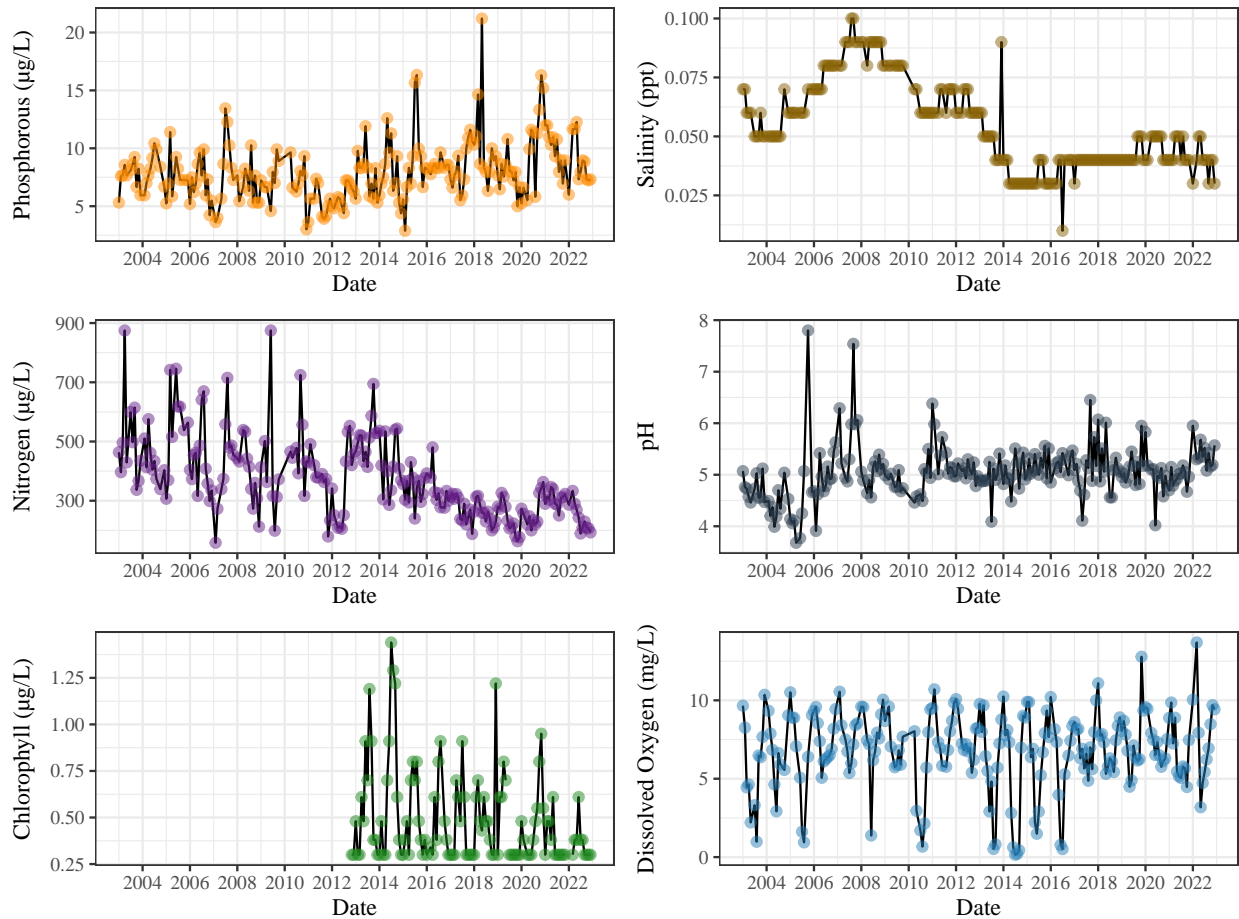 Phosphorous (µg/L)
20
15
10
5
2004 2006 2008 2010 2012 2014 2016 2018 2020 2022
Date
Salinity (ppt)
0.100
0.075
0.050
0.025
2004 2006 2008 2010 2012 2014 2016 2018 2020 2022
Date
Nitrogen (µg/L)
900
700
500
300
2004 2006 2008 2010 2012 2014 2016 2018 2020 2022
Date
pH
8
7
6
5
4
2004 2006 2008 2010 2012 2014 2016 2018 2020 2022
Date
Chlorophyll (µg/L)
1.25
1.00
0.75
0.50
0.25
2004 2006 2008 2010 2012 2014 2016 2018 2020 2022
Date
Dissolved Oxygen (mg/L)
10
5
0
2004 2006 2008 2010 2012 2014 2016 2018 2020 2022
Date